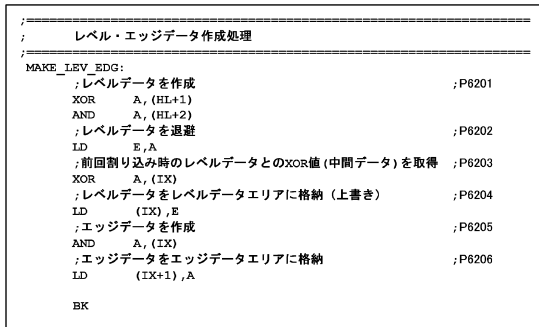 ;===============================================================
;      レベル・エッジデータ作成処理
;===============================================================
MAKE_LEV_EDG:
;レベルデータを作成 ;P6201
XOR A,(HL+1)
AND A,(HL+2)
;レベルデータを退避 ;P6202
LD E,A
;前回割り込み時のレベルデータとのXOR値(中間データ)を取得 ;P6203
XOR A,(IX)
;レベルデータをレベルデータエリアに格納（上書き） ;P6204
LD (IX),E
;エッジデータを作成 ;P6205
AND A,(IX)
;エッジデータをエッジデータエリアに格納 ;P6206
LD (IX+1),A
BK